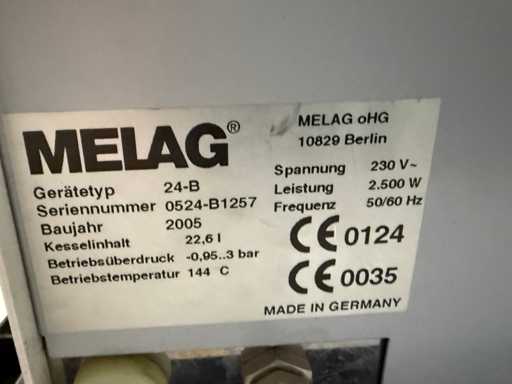 MELAG®
Gerätetyp 24-B
Seriennummer 0524-B1257
Baujahr 2005
Kesselinhalt 22,6 l
Betriebsüberdruck -0,95..3 bar
Betriebstemperatur 144 C
MELAG oHG
10829 Berlin
Spannung 230 V~
Leistung 2.500 W
Frequenz 50/60 Hz
CE 0124
CE 0035
MADE IN GERMANY